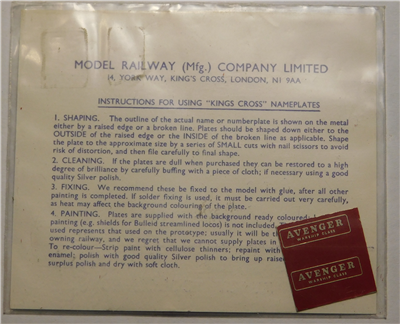 MODEL RAILWAY (Mfg.) COMPANY LIMITED
14, YORK WAY, KING'S CROSS, LONDON, N1 9AA
INSTRUCTIONS FOR USING "KINGS CROSS" NAMEPLATES
1. SHAPING. The outline of the actual name or numberplate is shown on the metal
either by a raised edge or a broken line. Plates should be shaped down either to the
OUTSIDE of the raised edge or the INSIDE of the broken line as applicable. Shape
the plate to the approximate size by a series of SMALL cuts with nail scissors to avoid
risk of distortion, and then file carefully to final shape.
2. CLEANING. If the plates are dull when purchased they can be restored to a high
degree of brilliance by carefully buffing with a piece of cloth; if necessary using a good
quality Silver polish.
3. FIXING. We recommend these be fixed to the model with glue, after all other
painting is completed. If solder fixing is used, it must be carried out very carefully,
as heat may affect the background colouring of the plate.
4. PAINTING. Plates are supplied with the background ready coloured;
painting (e.g. shields for Bulleid streamlined locos) is not included,
used represents that used on the prototype; usually it will be th
owning railway, and we regret that we cannot supply plates in
To re-colour—Strip paint with cellulose thinners; repaint with
enamel; polish with good quality Silver polish to bring up raise
surplus polish and dry with soft cloth.
AVENGER
WARSHIP CLASS
AVENGER
WARSHIP CLASS